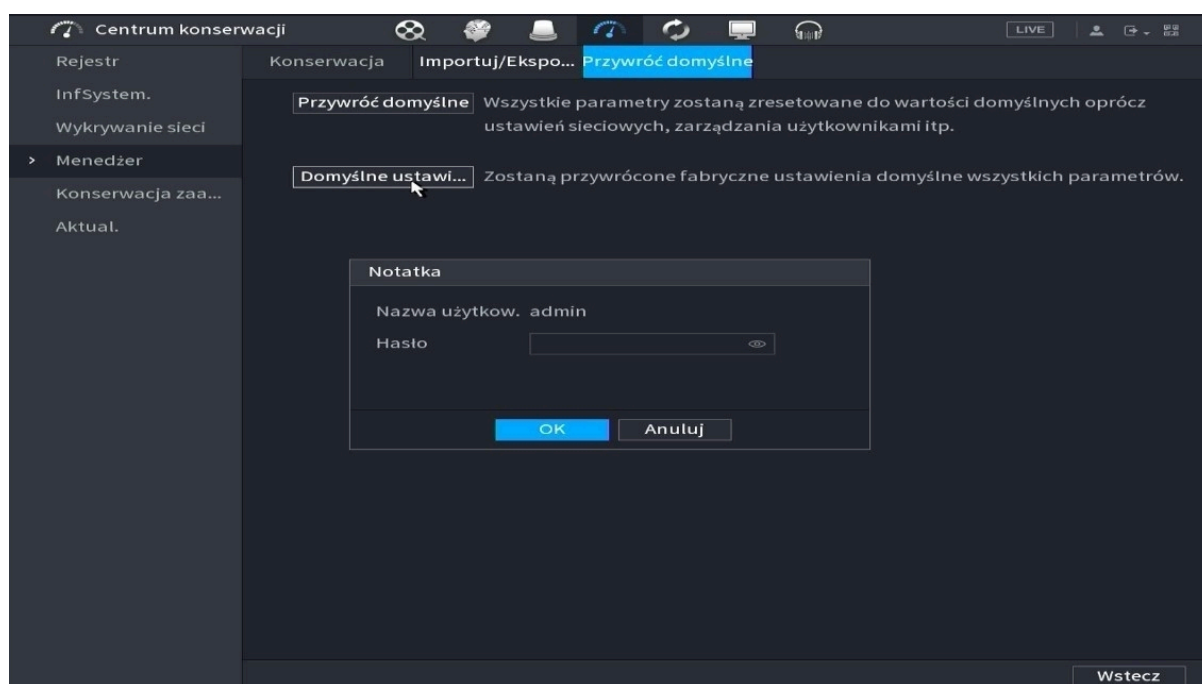 Centrum konserwacji
LIVE
Rejestr
InfSystem.
Wykrywanie sieci
> Menedżer
Konserwacja zaa...
Aktual.
Konserwacja Importuj/Ekspo... Przywróć domyślne
Przywróć domyślne Wszystkie parametry zostaną zresetowane do wartości domyślnych oprócz
ustawień sieciowych, zarządzania użytkownikami itp.
Domyślne ustawi... Zostaną przywrócone fabryczne ustawienia domyślne wszystkich parametrów.
Notatka
Nazwa użytkow. admin
Hasło
OK Anuluj
Wstecz